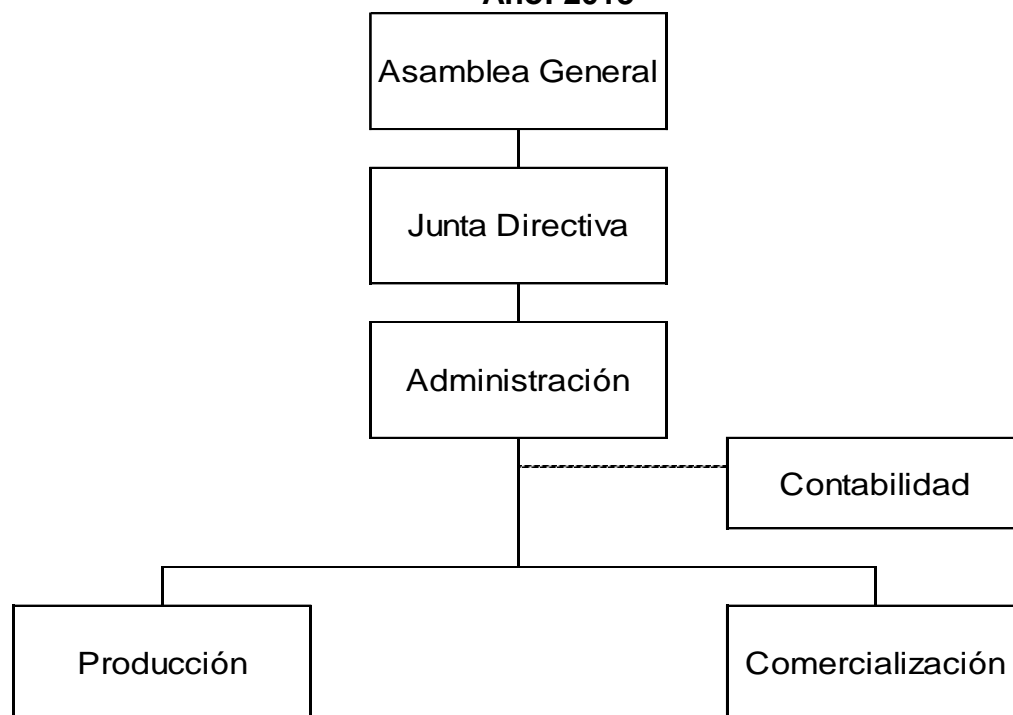 Asamblea General
Junta Directiva
Administración
Contabilidad
Producción
Comercialización